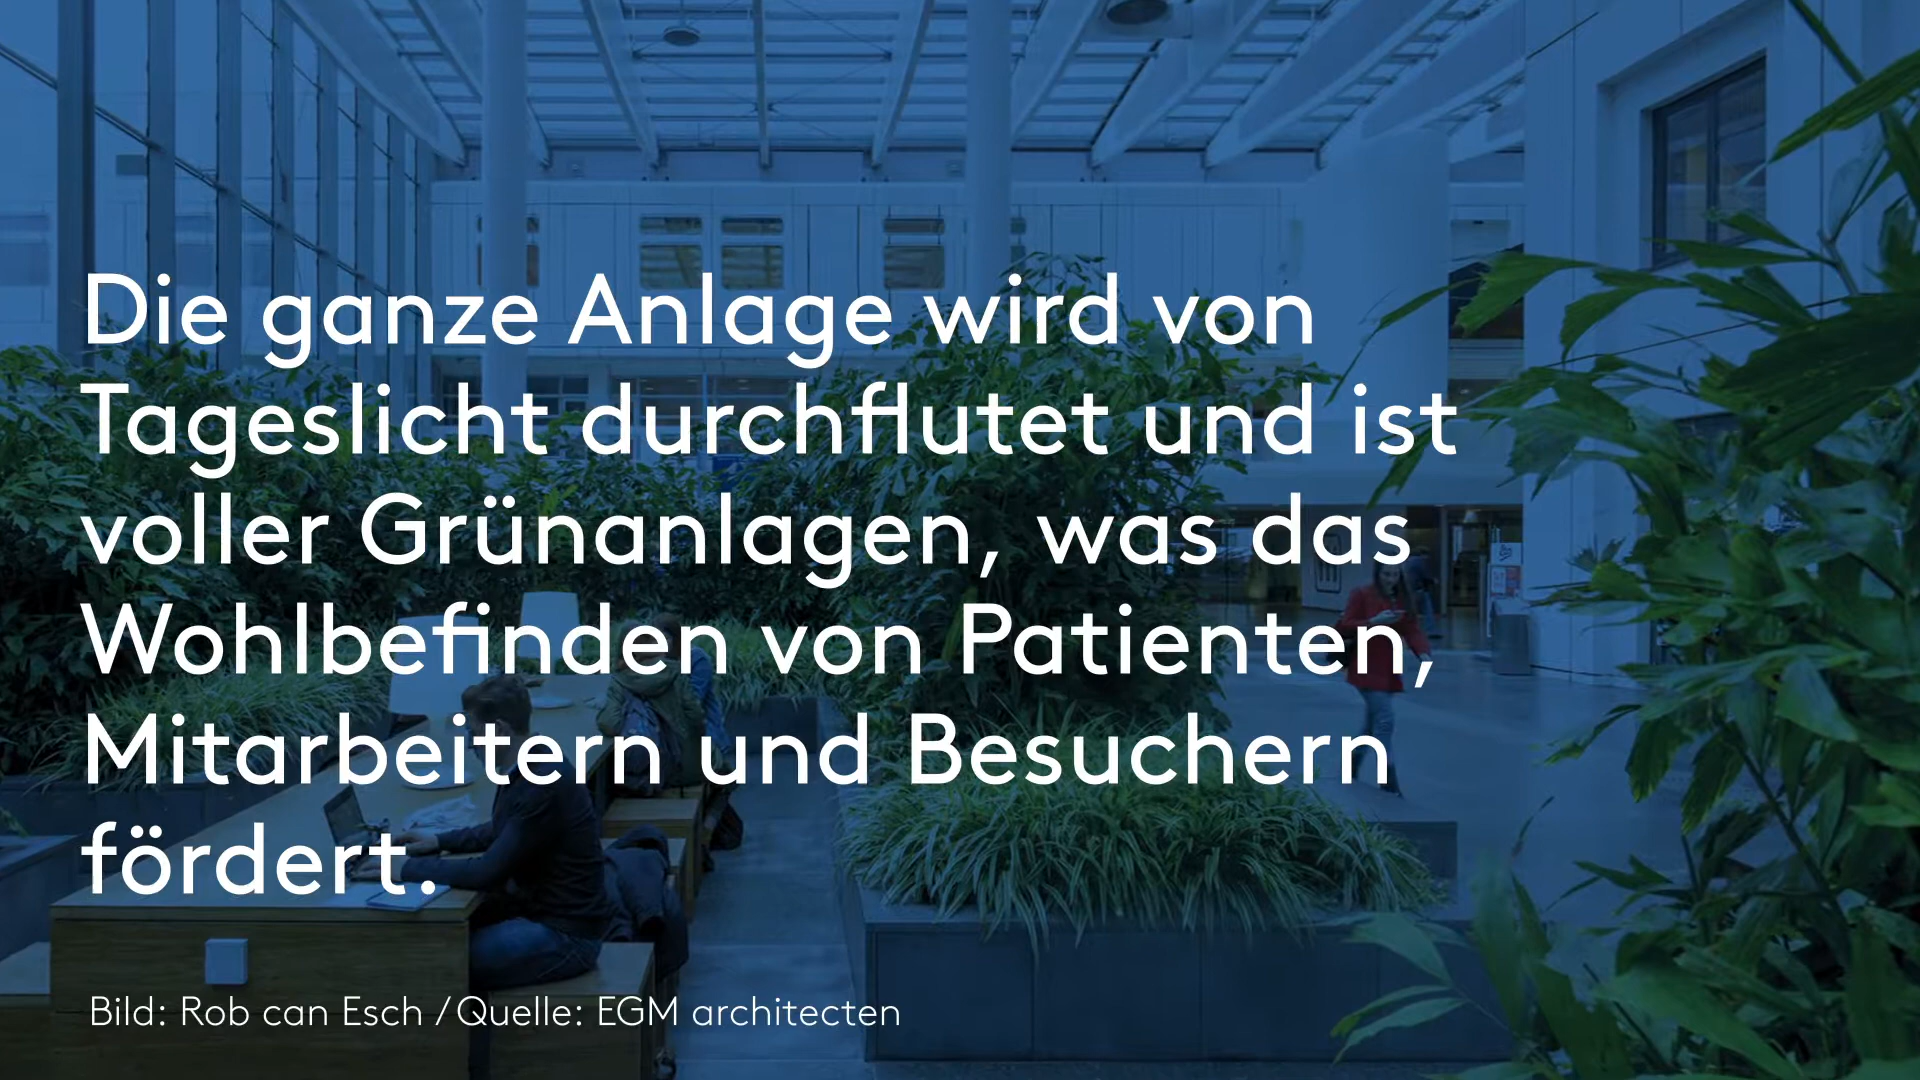 Die ganze Anlage wird von
Tageslicht durchflutet und ist
voller Grünanlagen, was das
Wohlbefinden von Patienten,
Mitarbeitern und Besuchern
fördert.
Bild: Rob can Esch / Quelle: EGM architecten